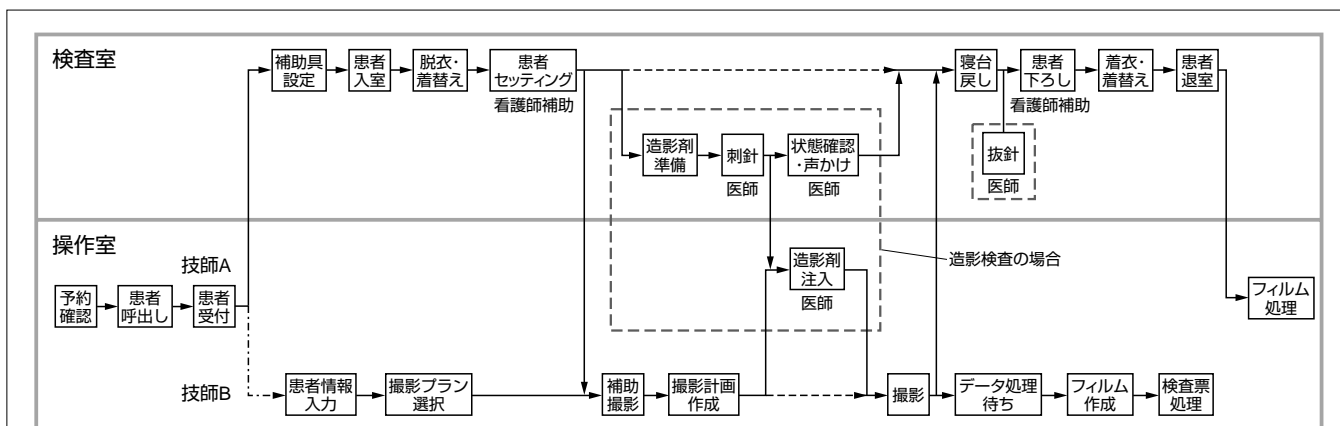 検査室
補助具
設定
患者
入室
脱衣・
着替え
患者
セッティング
看護師補助
寝台
戻し
患者
下ろし
看護師補助
着衣・
着替え
患者
退室
造影剤
準備
刺針
医師
状態確認
・声かけ
医師
抜針
医師
操作室
技師A
予約
確認
患者
呼出し
患者
受付
造影剤
注入
医師
造影検査の場合
フィルム
処理
技師B
患者情報
入力
撮影プラン
選択
補助
撮影
撮影計画
作成
撮影
データ処理
待ち
フィルム
作成
検査票
処理